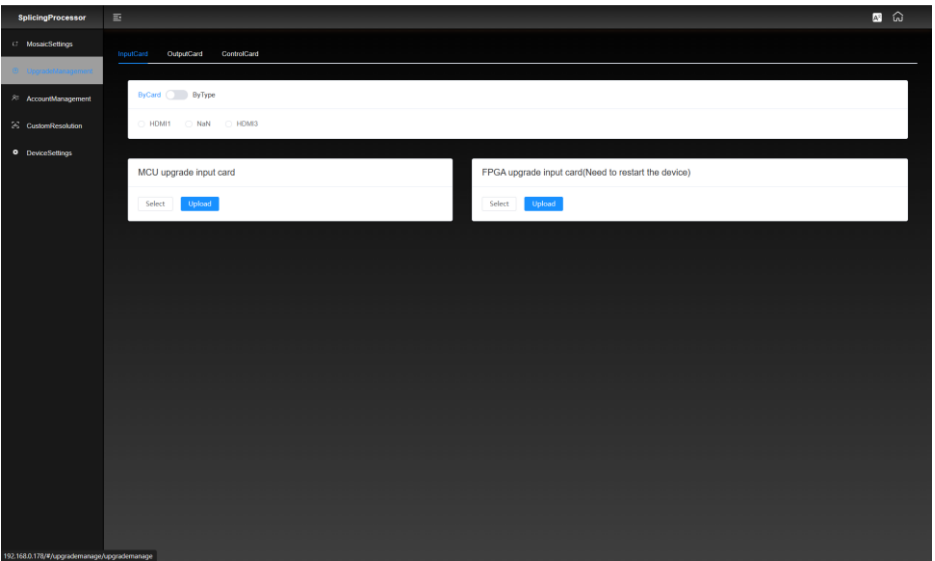 SplicingProcessor
MosaicSettings
UpgradeManagement
AccountManagement
CustomResolution
DeviceSettings
InputCard OutputCard ControlCard
ByCard ByType
HDMI1 NaN HDMI3
MCU upgrade input card
Select Upload
FPGA upgrade input card(Need to restart the device)
Select Upload
192.168.0.178/#/upgrademanage/upgrademanage